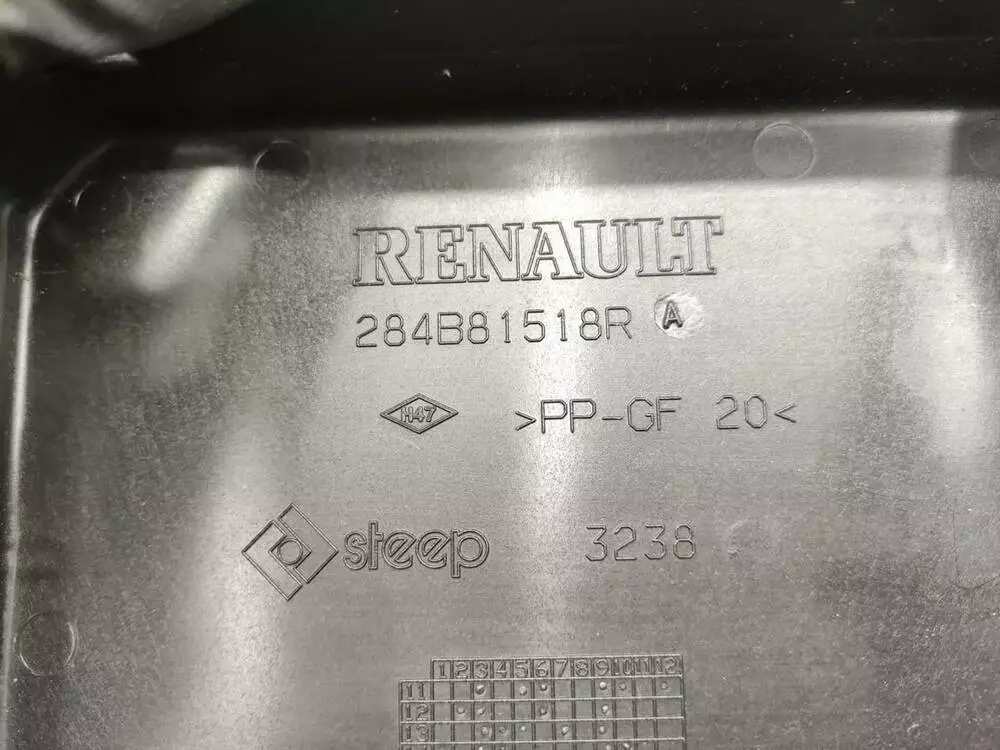 RENAULT
284B81518R A
H47 >PP-GF 20<
steep 3238
1 2 3 4 5 6 7 8 9 10 11 12
11
12
13